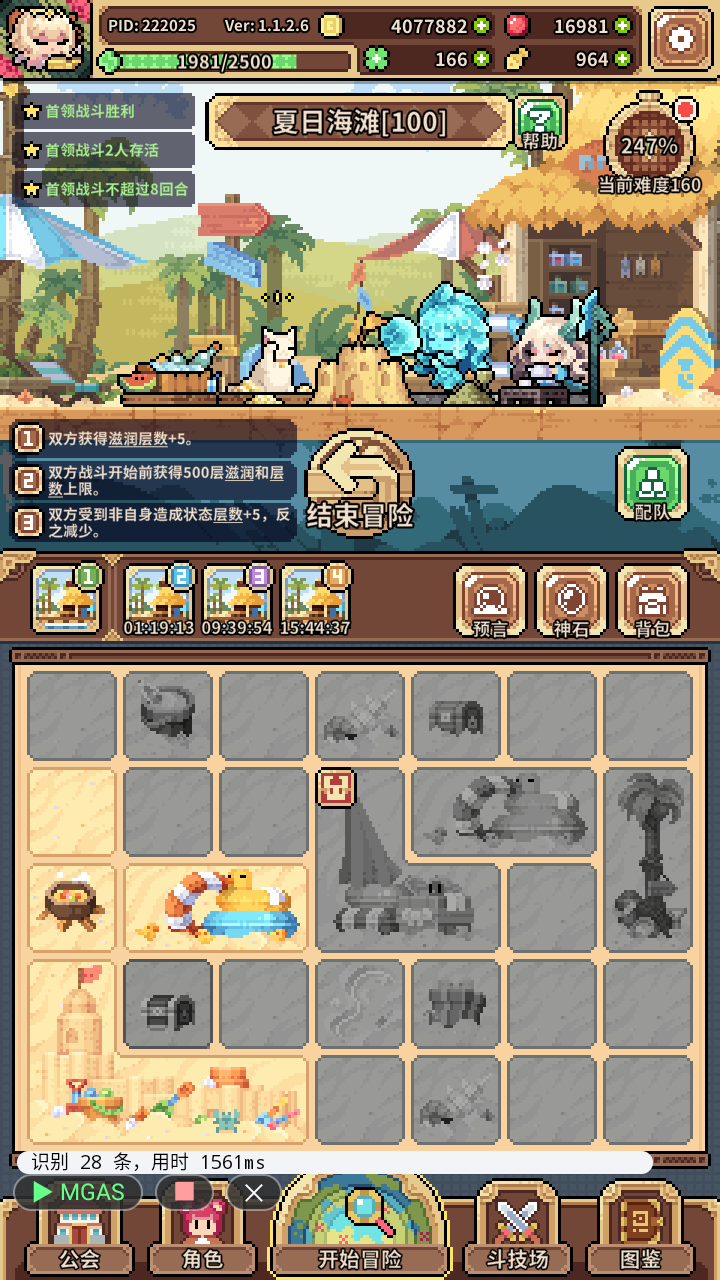 PID: 222025 Ver: 1.1.2.6 4077882 16981
1981/2500 166 964
首领战斗胜利
首领战斗2人存活
首领战斗不超过8回合
夏日海滩[100]
帮助
247%
当前难度160
1 双方获得滋润层数+5。
2 双方战斗开始前获得500层滋润和层
数上限。
3 双方受到非自身造成状态层数+5，反
之减少。
结束冒险
配队
1 2 3 4
01:19:13 09:39:54 15:44:37
预言 神石 背包
识别 28 条，用时 1561ms
MGAS
公会 角色 开始冒险 斗技场 图鉴